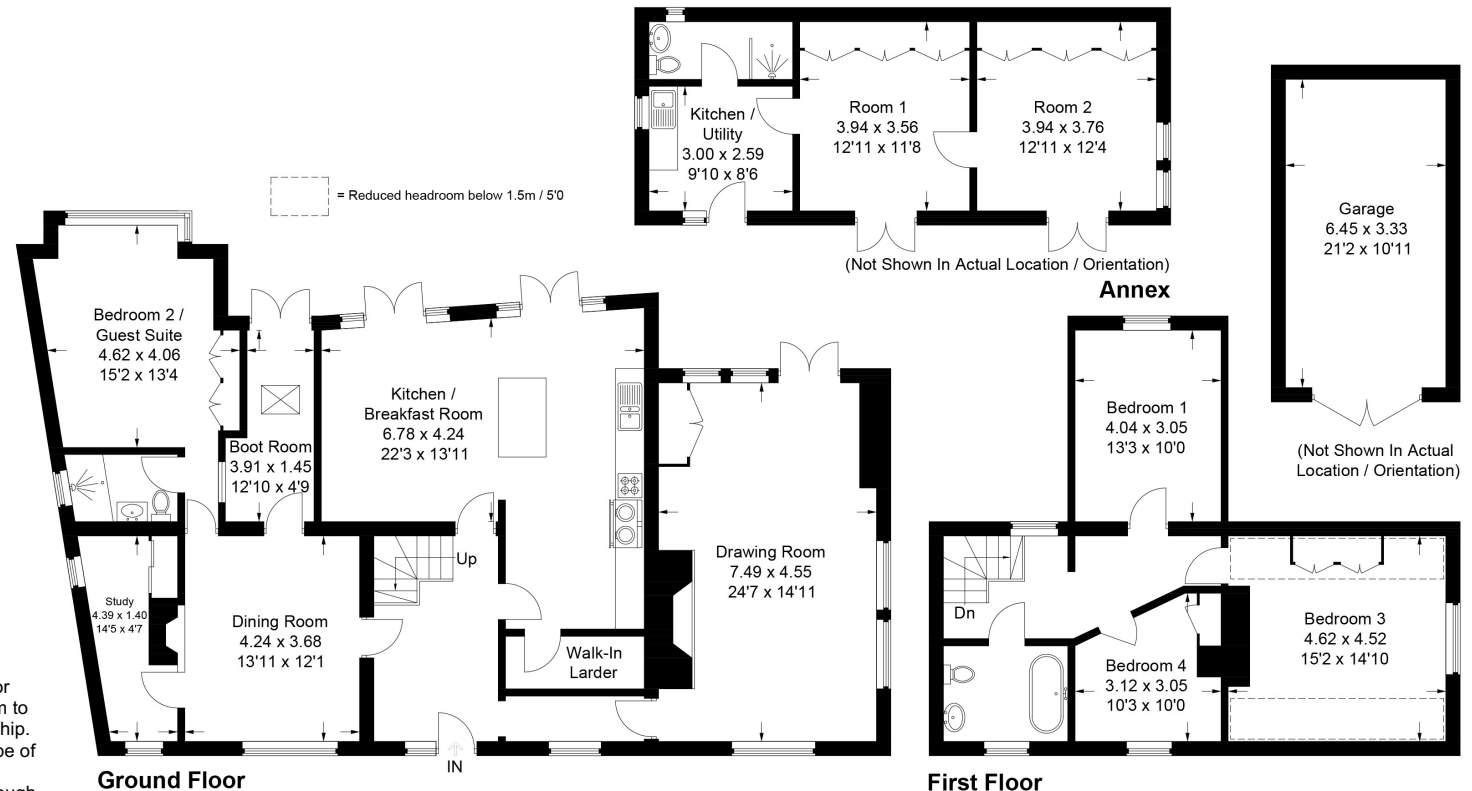 Kitchen /
Utility
3.00 x 2.59
9'10 x 8'6
Room 1
3.94 x 3.56
12'11 x 11'8
Room 2
3.94 x 3.76
12'11 x 12'4
(Not Shown In Actual Location / Orientation)
Annex
= Reduced headroom below 1.5m / 5'0
Garage
6.45 x 3.33
21'2 x 10'11
(Not Shown In Actual
Location / Orientation)
Bedroom 2 /
Guest Suite
4.62 x 4.06
15'2 x 13'4
Boot Room
3.91 x 1.45
12'10 x 4'9
Kitchen /
Breakfast Room
6.78 x 4.24
22'3 x 13'11
Up
Drawing Room
7.49 x 4.55
24'7 x 14'11
Study
4.39 x 1.40
14'5 x 4'7
Dining Room
4.24 x 3.68
13'11 x 12'1
Walk-In
Larder
IN
Ground Floor
Bedroom 1
4.04 x 3.05
13'3 x 10'0
Dn
Bedroom 4
3.12 x 3.05
10'3 x 10'0
Bedroom 3
4.62 x 4.52
15'2 x 14'10
First Floor
or
to
hip.
of